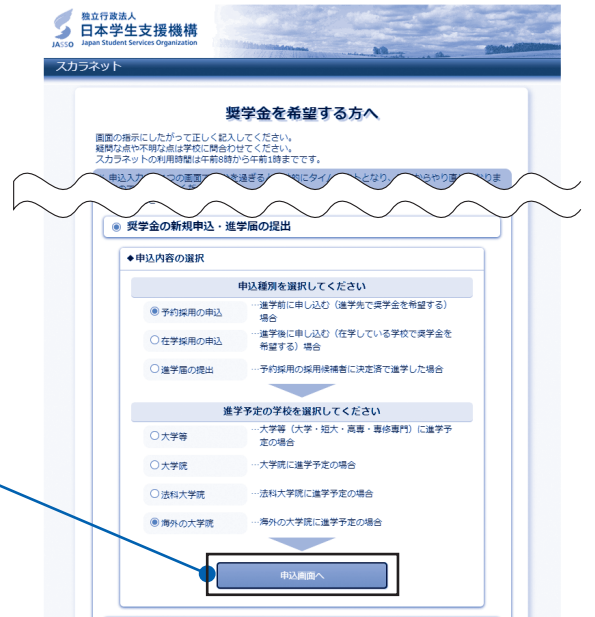 独立行政法人
日本学生支援機構
JASSO Japan Student Services Organization
スカラネット
奨学金を希望する方へ
画面の指示にしたがって正しく記入してください。
疑問な点や不明な点は学校に問合わせてください。
スカラネットの利用時間は午前8時から午前1時までです。
奨学金の新規申込・進学届の提出
◆申込内容の選択
申込種別を選択してください
予約採用の申込 …進学前に申し込む（進学先で奨学金を希望する）
場合
在学採用の申込 …進学後に申し込む（在学している学校で奨学金を
希望する）場合
進学届の提出 …予約採用の採用候補者に決定済で進学した場合
進学予定の学校を選択してください
大学等 …大学等（大学・短大・高専・専修専門）に進学予
定の場合
大学院 …大学院に進学予定の場合
法科大学院 …法科大学院に進学予定の場合
海外の大学院 …海外の大学院に進学予定の場合
申込画面へ